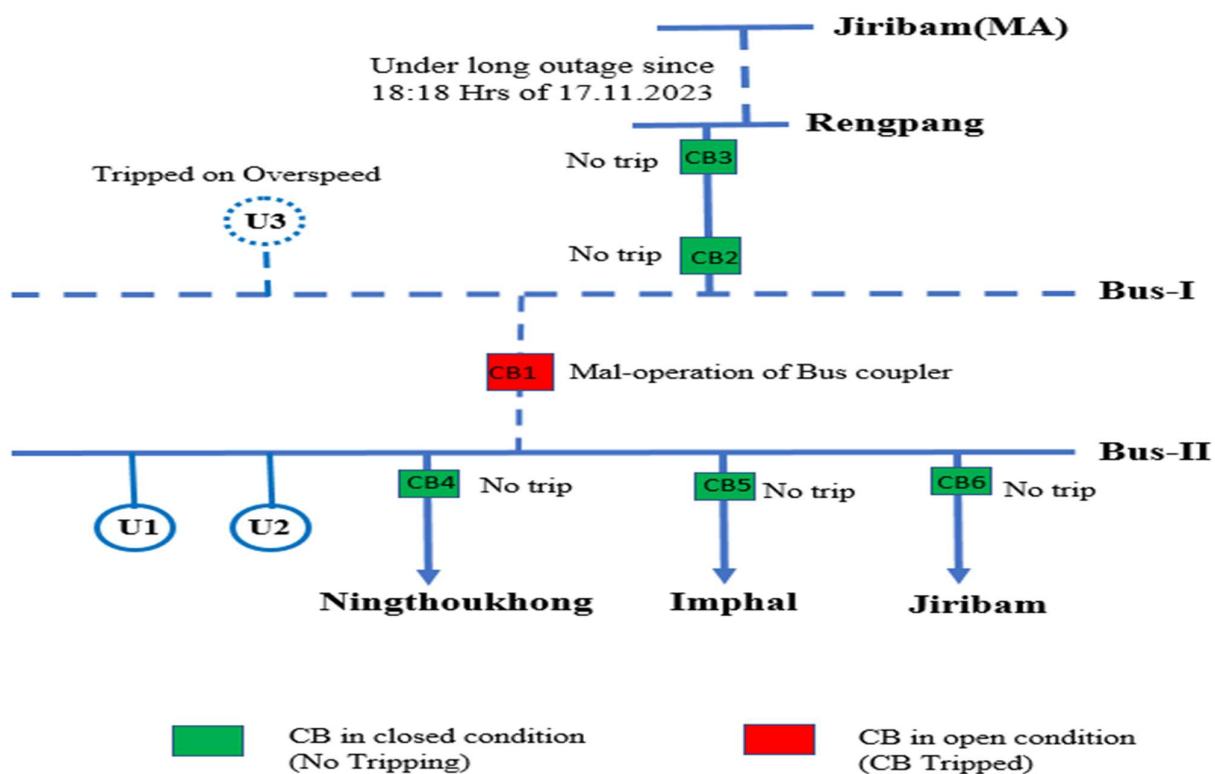 Jiribam(MA)
Under long outage since
18:18 Hrs of 17.11.2023
Rengpang
No trip
CB3
Tripped on Overspeed
U3
No trip
CB2
Bus-I
CB1
Mal-operation of Bus coupler
Bus-II
CB4
No trip
CB5
No trip
CB6
No trip
U1
U2
Ningthoukhong
Imphal
Jiribam
CB in closed condition
(No Tripping)
CB in open condition
(CB Tripped)